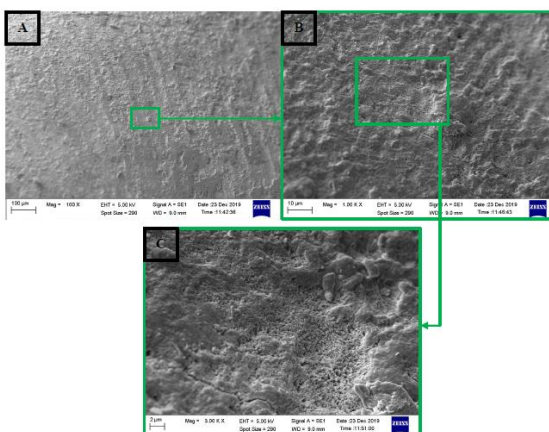 A
B
100 µm
Mag = 100 X
EHT = 5.00 kV
Signal A = SE1
Date :23 Dec 2019
Spot Size = 290
WD = 9.0 mm
Time :11:42:36
ZEISS
10 µm
Mag = 1.00 K X
EHT = 5.00 kV
Signal A = SE1
Date :23 Dec 2019
Spot Size = 290
WD = 9.0 mm
Time :11:46:43
ZEISS
C
2 µm
Mag = 3.00 K X
EHT = 5.00 kV
Signal A = SE1
Date :23 Dec 2019
Spot Size = 290
WD = 9.0 mm
Time :11:51:00
ZEISS